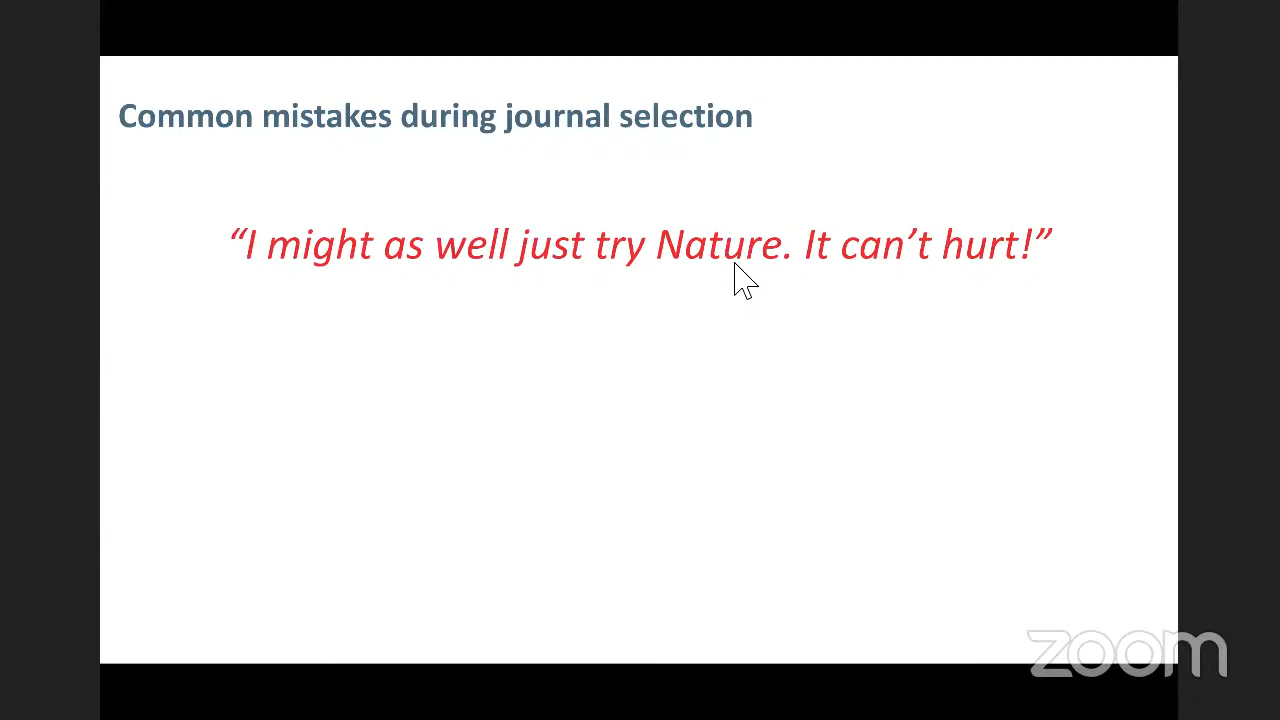 Common mistakes during journal selection
“I might as well just try Nature. It can’t hurt!”
zoom